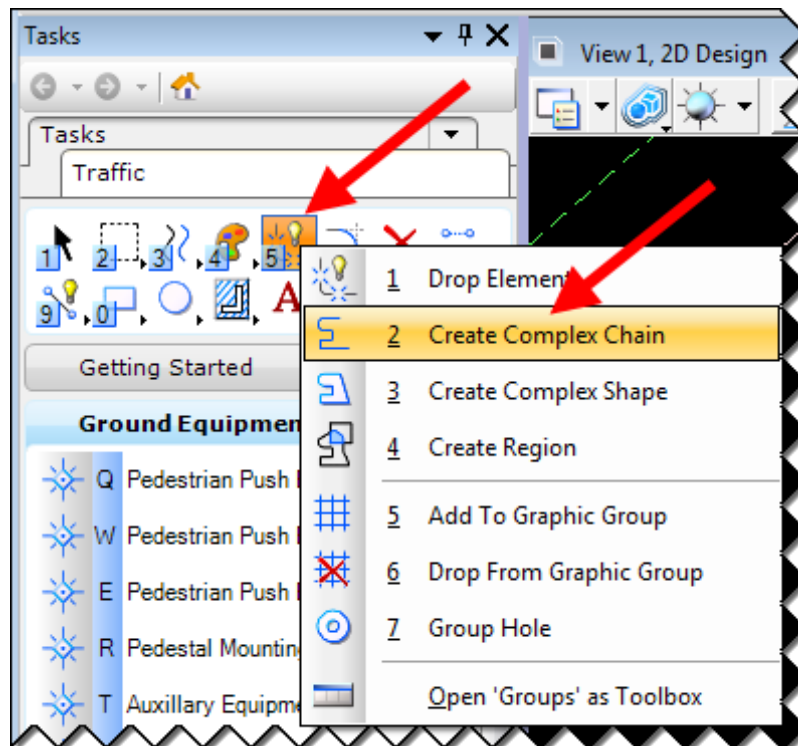 Tasks
View 1, 2D Design
Tasks
Traffic
1 2 3 4 5
9 0 A
1 Drop Element
2 Create Complex Chain
3 Create Complex Shape
4 Create Region
5 Add To Graphic Group
6 Drop From Graphic Group
7 Group Hole
Open 'Groups' as Toolbox
Getting Started
Ground Equipmen
Q Pedestrian Push
W Pedestrian Push
E Pedestrian Push
R Pedestal Mountin
T Auxillary Equipme